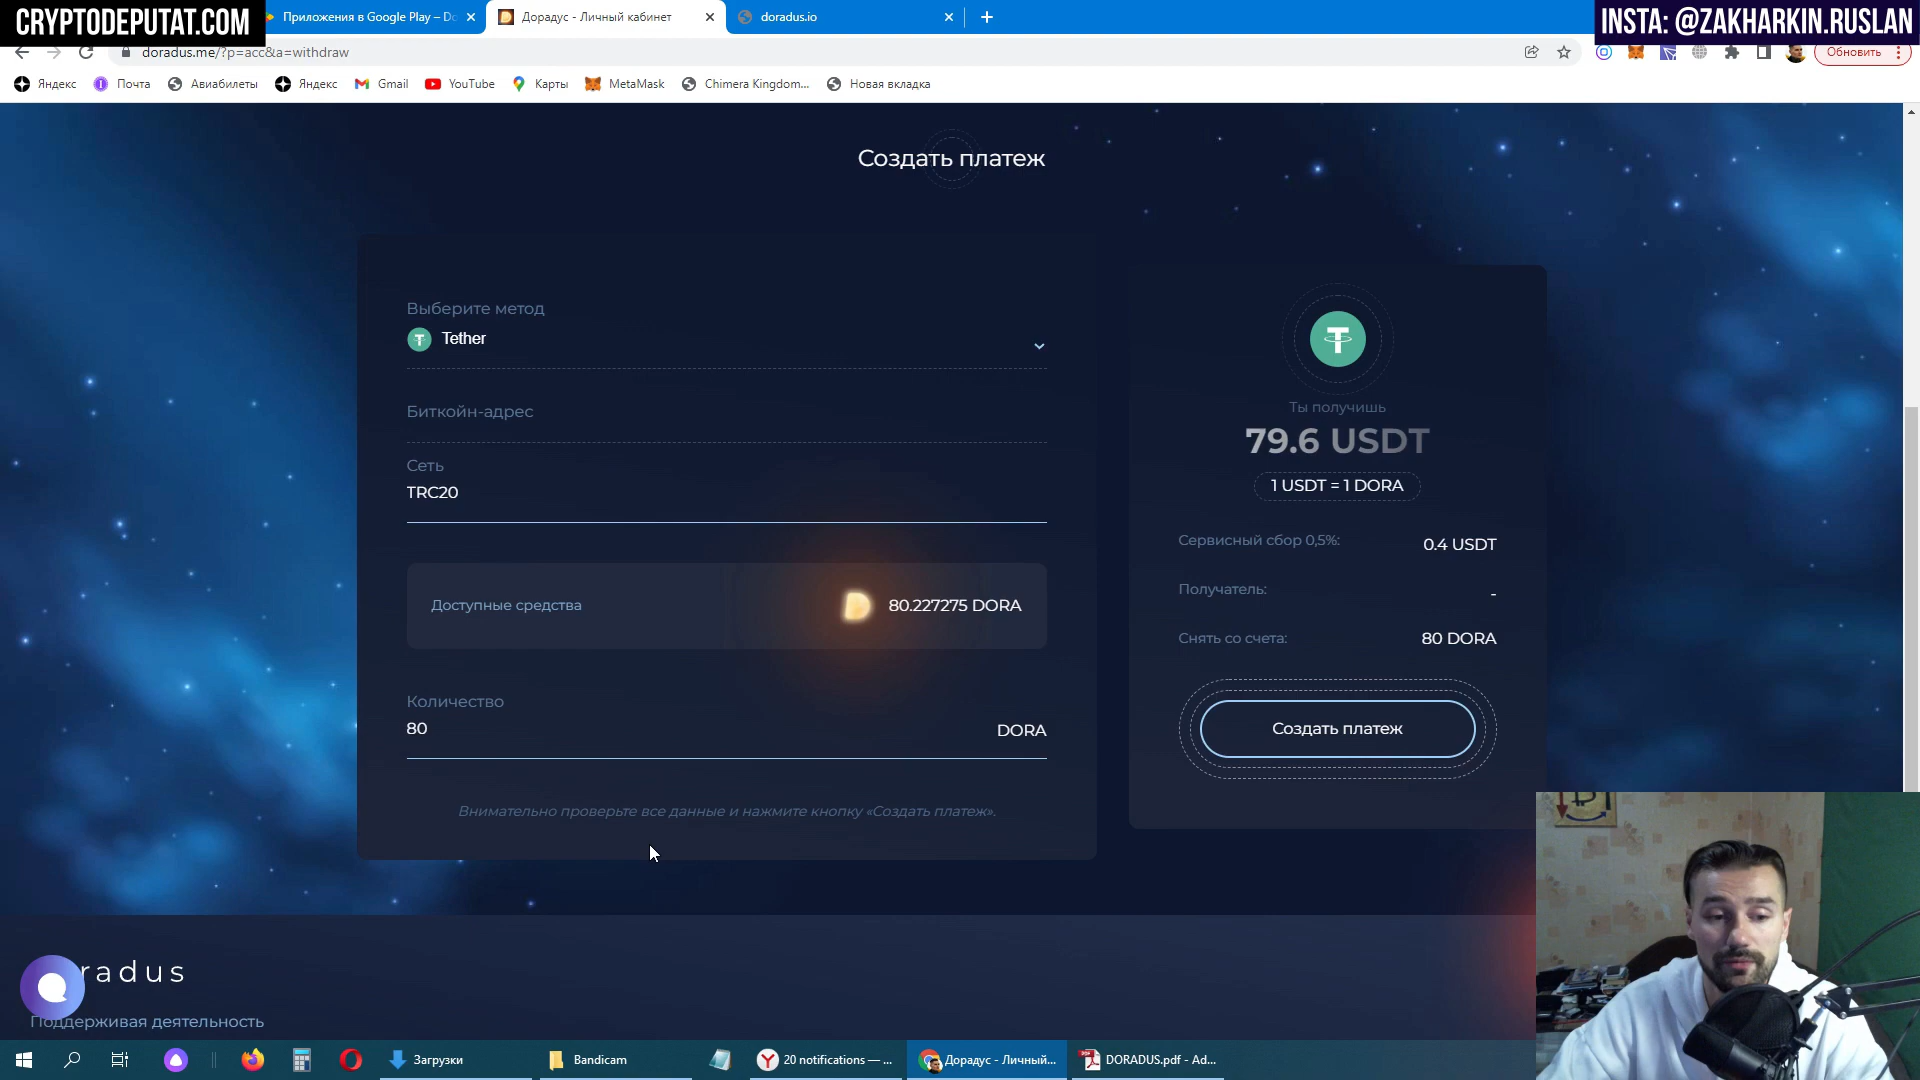 CRYPTODEPUTAT.COM
Приложения в Google Play – Do
Дорадус - Личный кабинет
doradus.io
INSTA: @ZAKHARKIN.RUSLAN
doradus.me/?p=acc&a=withdraw
Обновить
Яндекс
Почта
Авиабилеты
Яндекс
Gmail
YouTube
Карты
MetaMask
Chimera Kingdom...
Новая вкладка
Создать платеж
Выберите метод
Tether
Биткойн-адрес
Сеть
TRC20
Доступные средства
80.227275 DORA
Количество
80
DORA
Внимательно проверьте все данные и нажмите кнопку «Создать платеж».
Ты получишь
79.6 USDT
1 USDT = 1 DORA
Сервисный сбор 0,5%:
0.4 USDT
Получатель:
-
Снять со счета:
80 DORA
Создать платеж
radus
Поддерживая деятельность
Загрузки
Bandicam
20 notifications — ...
Дорадус - Личный...
DORADUS.pdf - Ad...